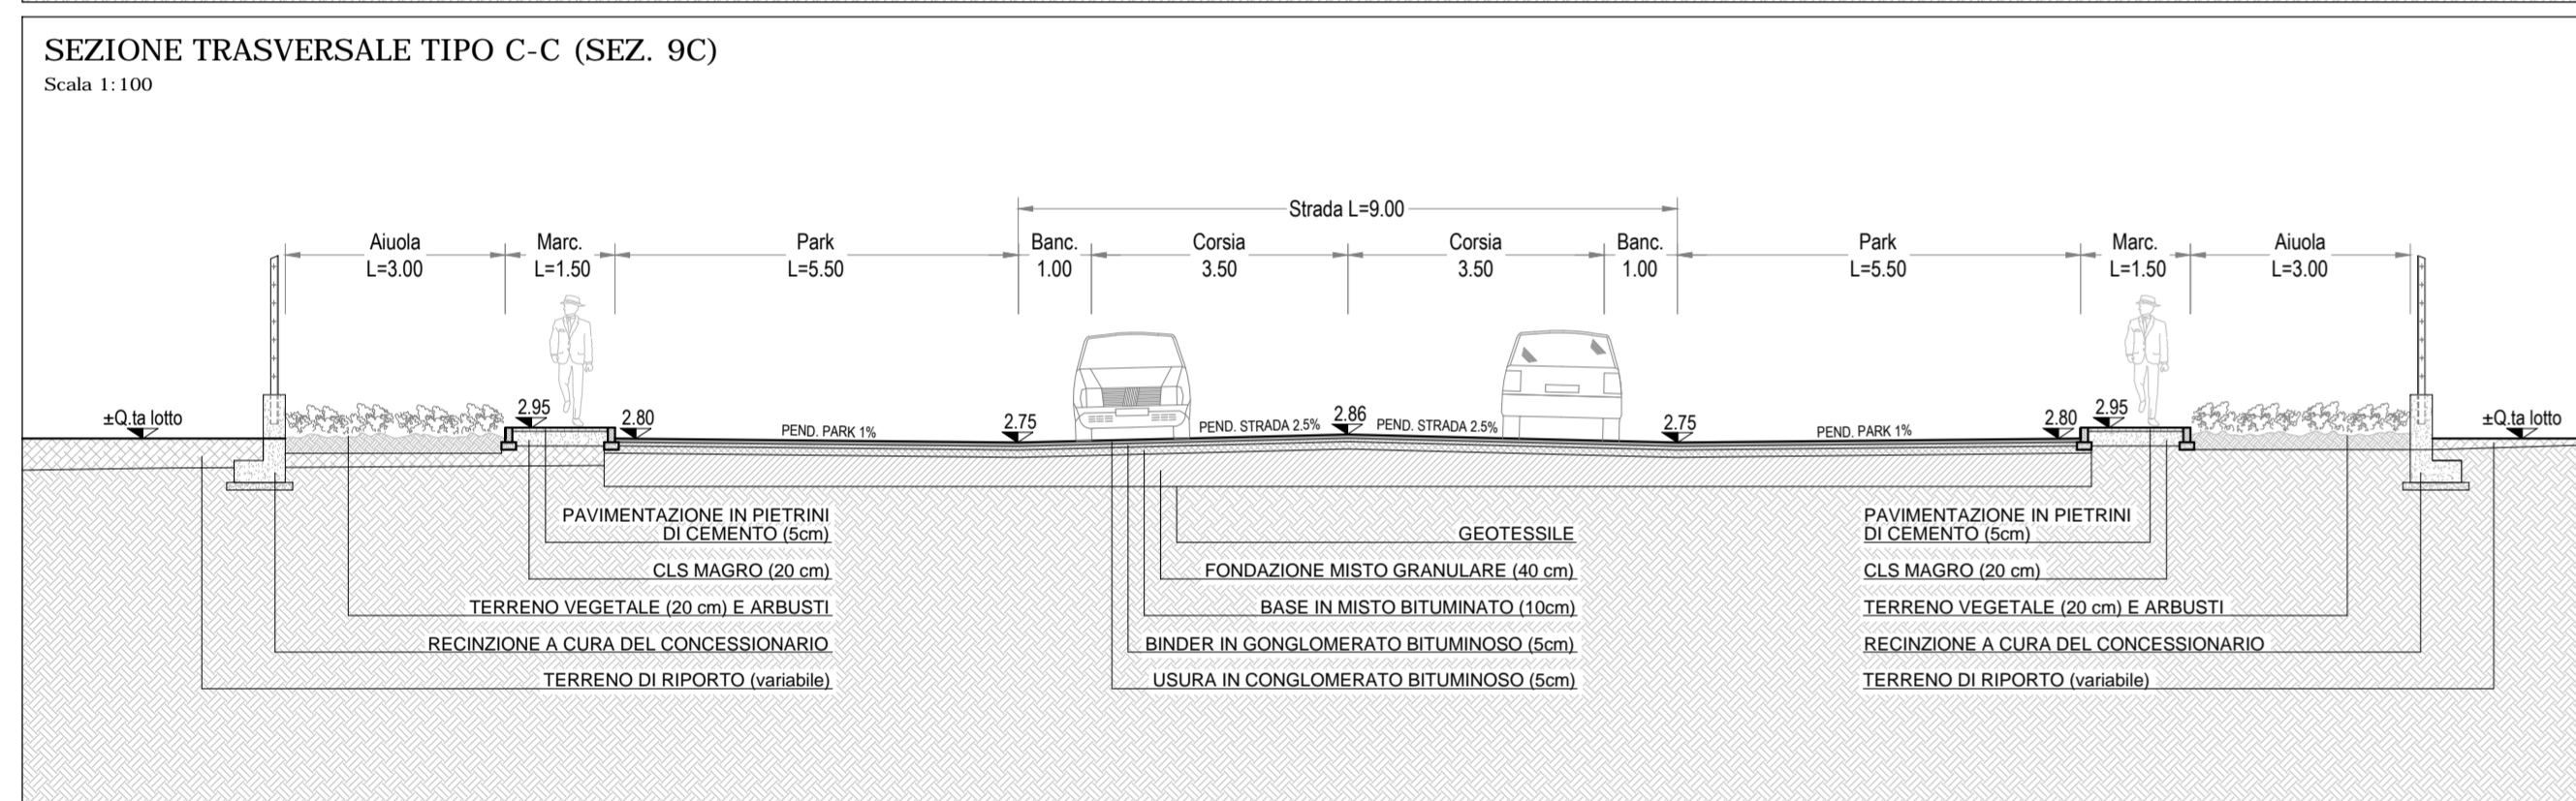 SEZIONE TRASVERSALE TIPO C-C (SEZ. 9C)
Scala 1:100
Strada L=9.00
Aiuola Marc. Park Banc. Corsia Corsia Banc. Park Marc. Aiuola
L=3.00 L=1.50 L=5.50 1.00 3.50 3.50 1.00 5.50 L=1.50 L=3.00
±Q.ta lotto 2.95 2.80 PEND. PARK 1% 2.75 PEND. STRADA 2.5% 2.86 PEND. STRADA 2.5% 2.75 PEND. PARK 1% 2.80 2.95 ±Q.ta lotto
PAVIMENTAZIONE IN PIETRINI
DI CEMENTO (5cm)
CLS MAGRO (20 cm)
TERRENO VEGETALE (20 cm) E ARBUSTI
RECINZIONE A CURA DEL CONCESSIONARIO
TERRENO DI RIPORTO (variabile)
GEOTESSILE
FONDAZIONE MISTO GRANULARE (40 cm)
BASE IN MISTO BITUMINATO (10cm)
BINDER IN GONGLOMERATO BITUMINOSO (5cm)
USURA IN CONGLOMERATO BITUMINOSO (5cm)
PAVIMENTAZIONE IN PIETRINI
DI CEMENTO (5cm)
CLS MAGRO (20 cm)
TERRENO VEGETALE (20 cm) E ARBUSTI
RECINZIONE A CURA DEL CONCESSIONARIO
TERRENO DI RIPORTO (variabile)